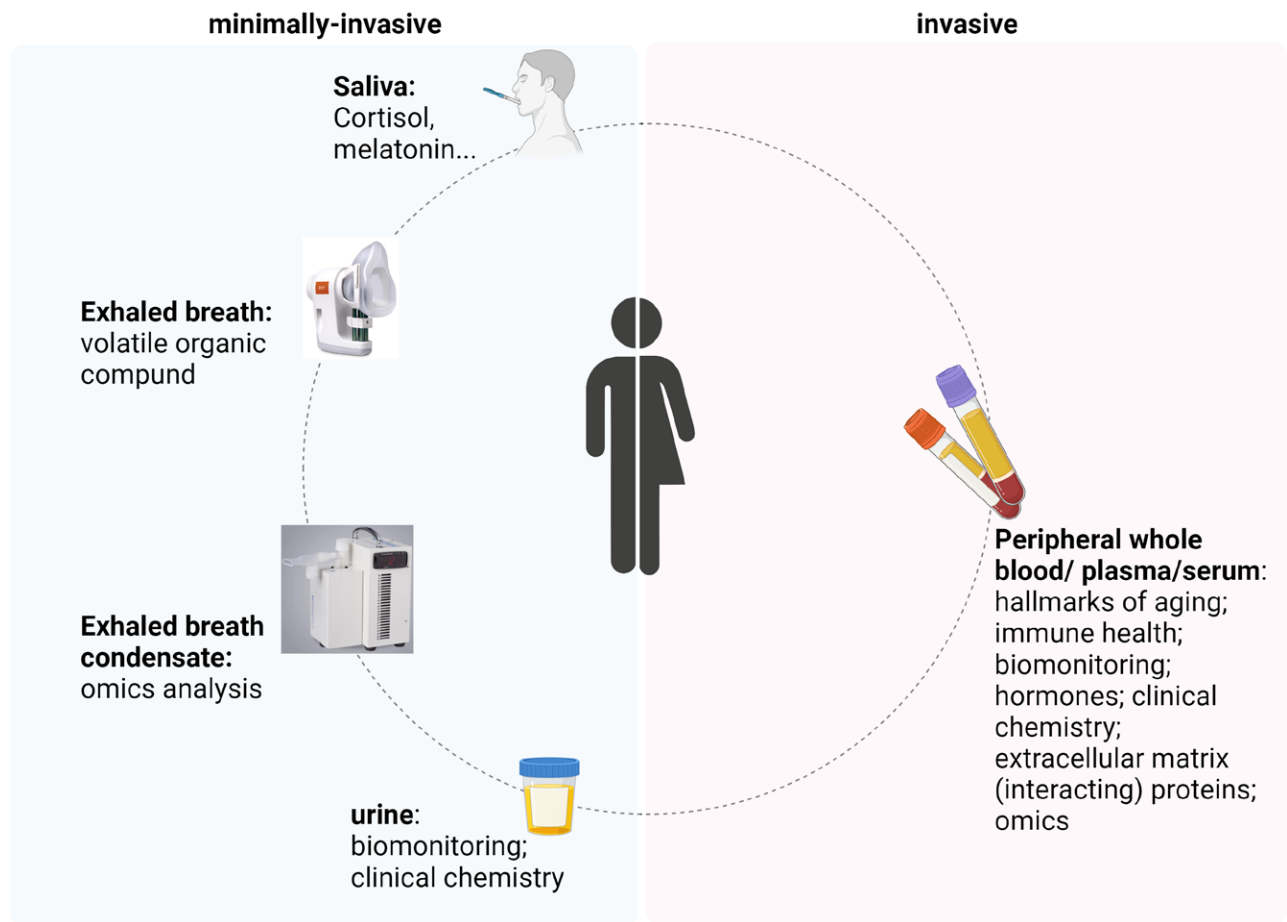 minimally-invasive
invasive
Saliva:
Cortisol,
melatonin...
Exhaled breath:
volatile organic
compund
Exhaled breath
condensate:
omics analysis
urine:
biomonitoring;
clinical chemistry
Peripheral whole
blood/ plasma/serum:
hallmarks of aging;
immune health;
biomonitoring;
hormones; clinical
chemistry;
extracellular matrix
(interacting) proteins;
omics